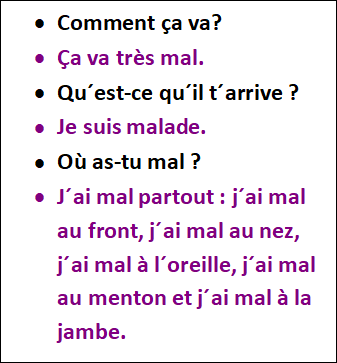 • Comment ça va?
• Ça va très mal.
• Qu´est-ce qu´il t´arrive ?
• Je suis malade.
• Où as-tu mal ?
• J´ai mal partout : j´ai mal
au front, j´ai mal au nez,
j´ai mal à l´oreille, j´ai mal
au menton et j´ai mal à la
jambe.